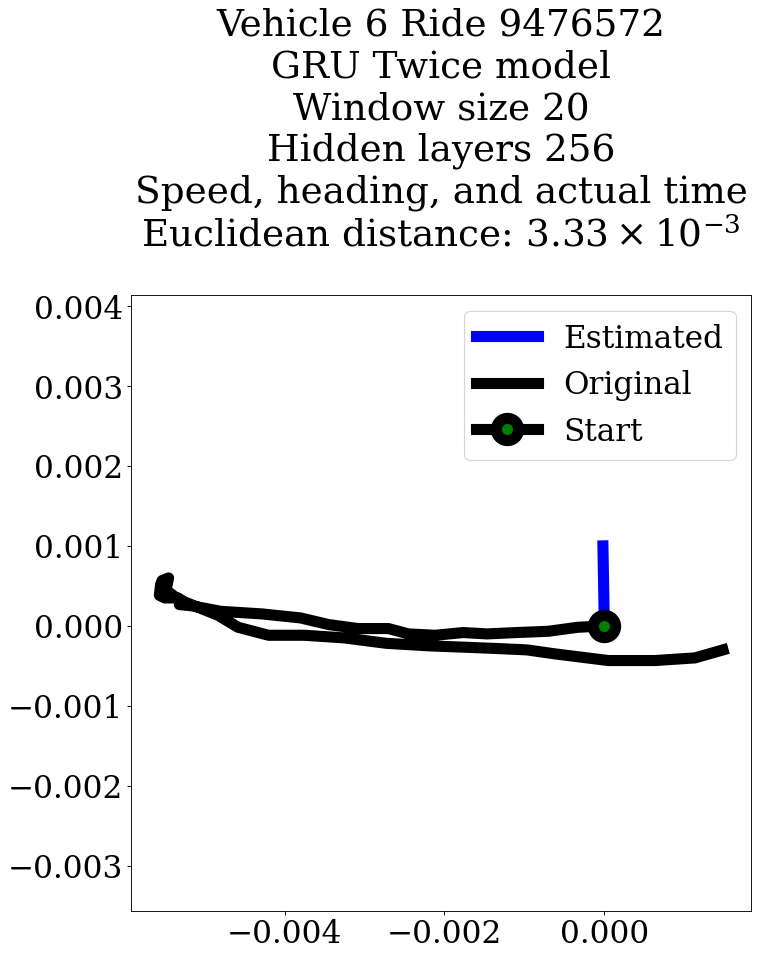 Vehicle 6 Ride 9476572
GRU Twice model
Window size 20
Hidden layers 256
Speed, heading, and actual time
Euclidean distance: 3.33 × 10⁻³
Estimated
Original
Start
0.004
0.003
0.002
0.001
0.000
−0.001
−0.002
−0.003
−0.004 −0.002 0.000